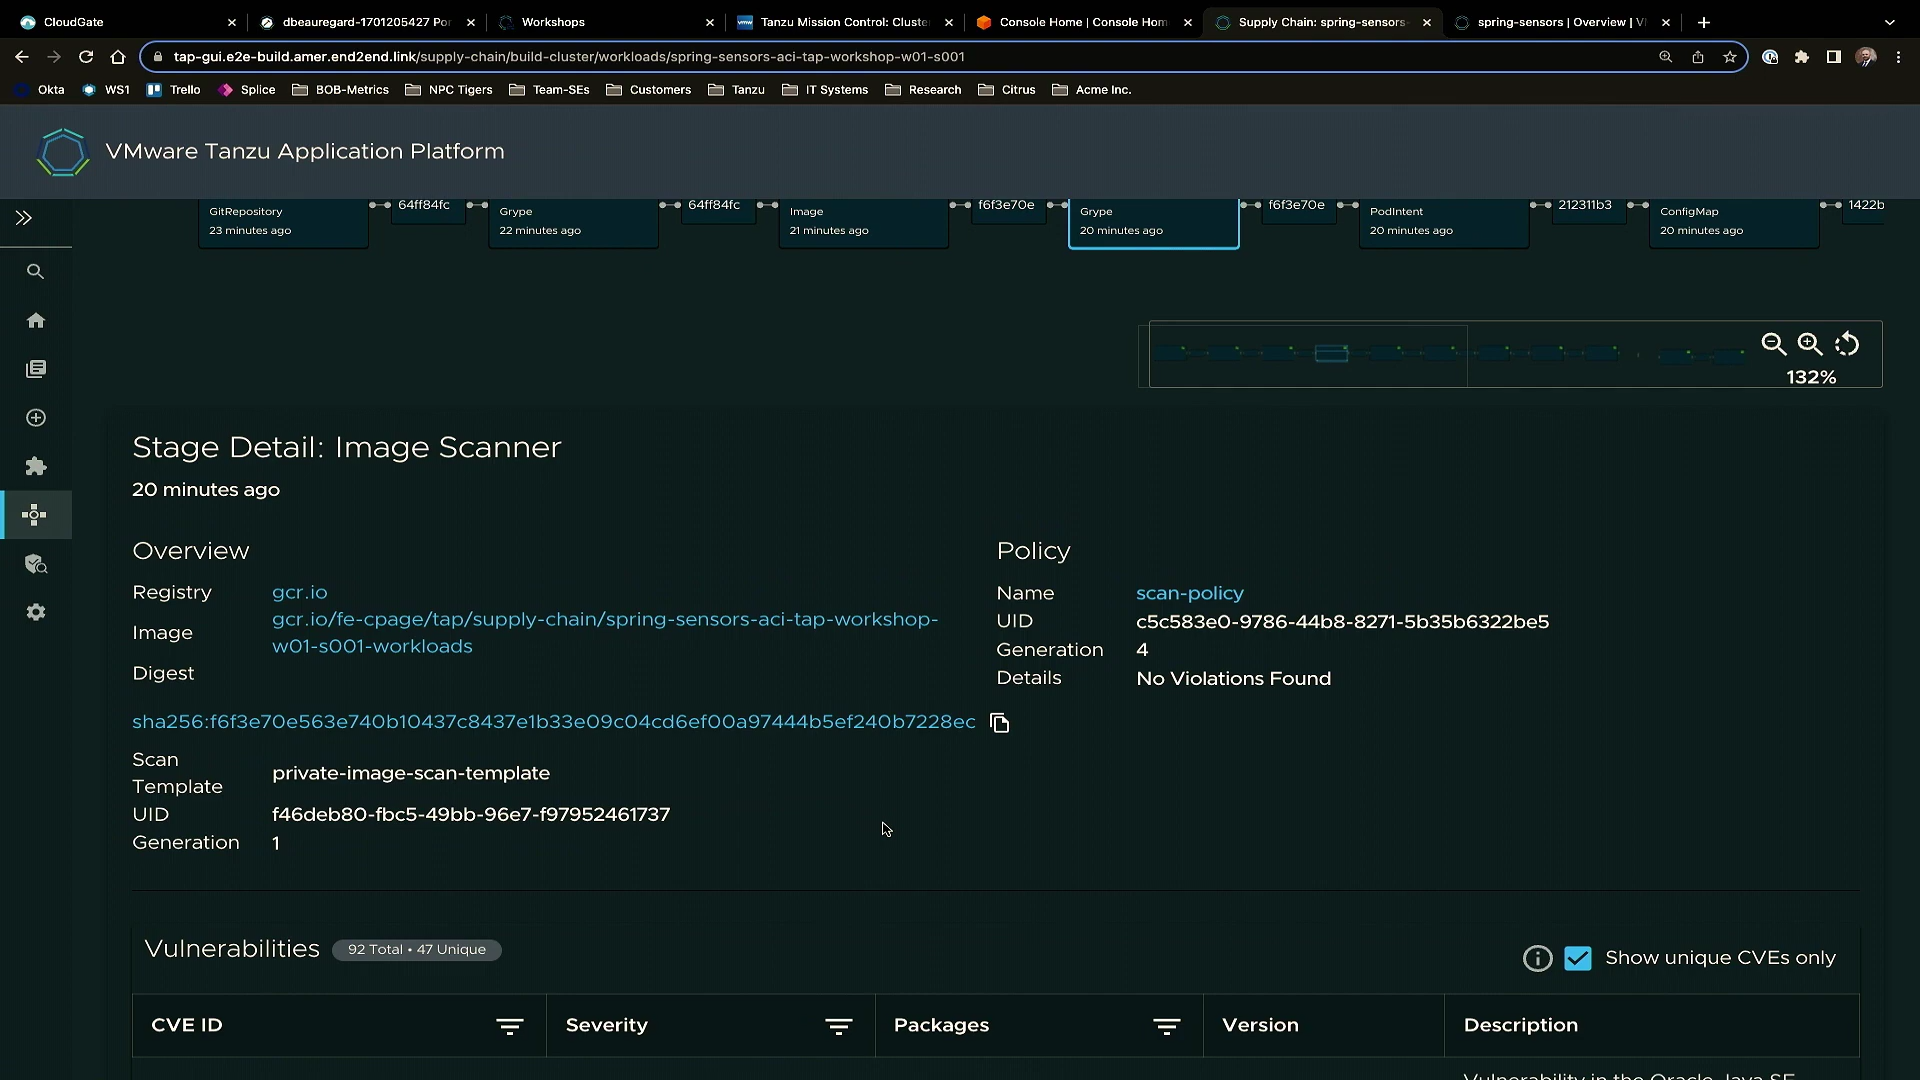 CloudGate
dbeauregard-1701205427 Por
Workshops
Tanzu Mission Control: Cluster
Console Home | Console Hom
Supply Chain: spring-sensors-
spring-sensors | Overview | V
tap-gui.e2e-build.amer.end2end.link/supply-chain/build-cluster/workloads/spring-sensors-aci-tap-workshop-w01-s001
Okta
WS1
Trello
Splice
BOB-Metrics
NPC Tigers
Team-SEs
Customers
Tanzu
IT Systems
Research
Citrus
Acme Inc.
VMware Tanzu Application Platform
GitRepository
23 minutes ago
64ff84fc
Grype
22 minutes ago
64ff84fc
Image
21 minutes ago
f6f3e70e
Grype
20 minutes ago
f6f3e70e
PodIntent
20 minutes ago
212311b3
ConfigMap
20 minutes ago
1422b
132%
Stage Detail: Image Scanner
20 minutes ago
Overview
Registry gcr.io
Image gcr.io/fe-cpage/tap/supply-chain/spring-sensors-aci-tap-workshop-
w01-s001-workloads
Digest
sha256:f6f3e70e563e740b10437c8437e1b33e09c04cd6ef00a97444b5ef240b7228ec
Scan
Template private-image-scan-template
UID f46deb80-fbc5-49bb-96e7-f97952461737
Generation 1
Policy
Name scan-policy
UID c5c583e0-9786-44b8-8271-5b35b6322be5
Generation 4
Details No Violations Found
Vulnerabilities 92 Total • 47 Unique
Show unique CVEs only
CVE ID
Severity
Packages
Version
Description
Vulnerability in the Oracle Java SE